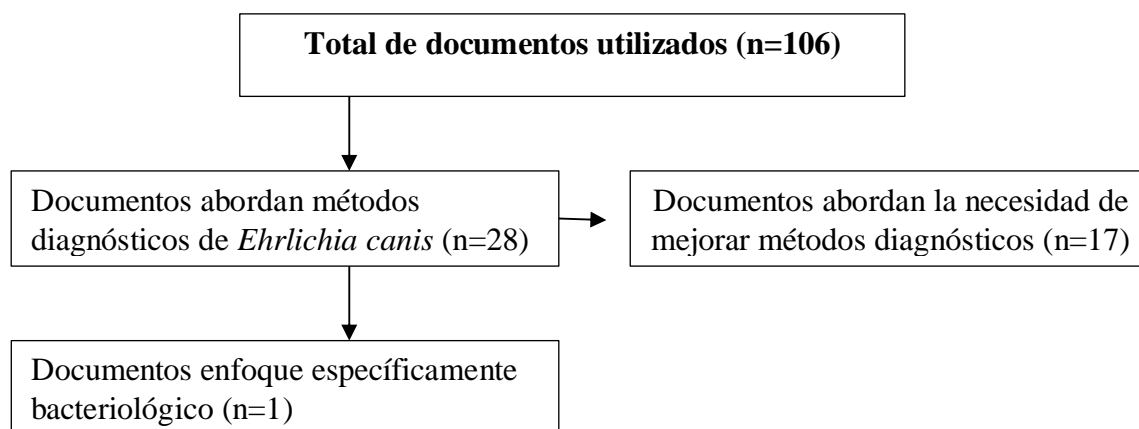 Total de documentos utilizados (n=106)
Documentos abordan métodos
diagnósticos de Ehrlichia canis (n=28)
Documentos abordan la necesidad de
mejorar métodos diagnósticos (n=17)
Documentos enfoque específicamente
bacteriológico (n=1)